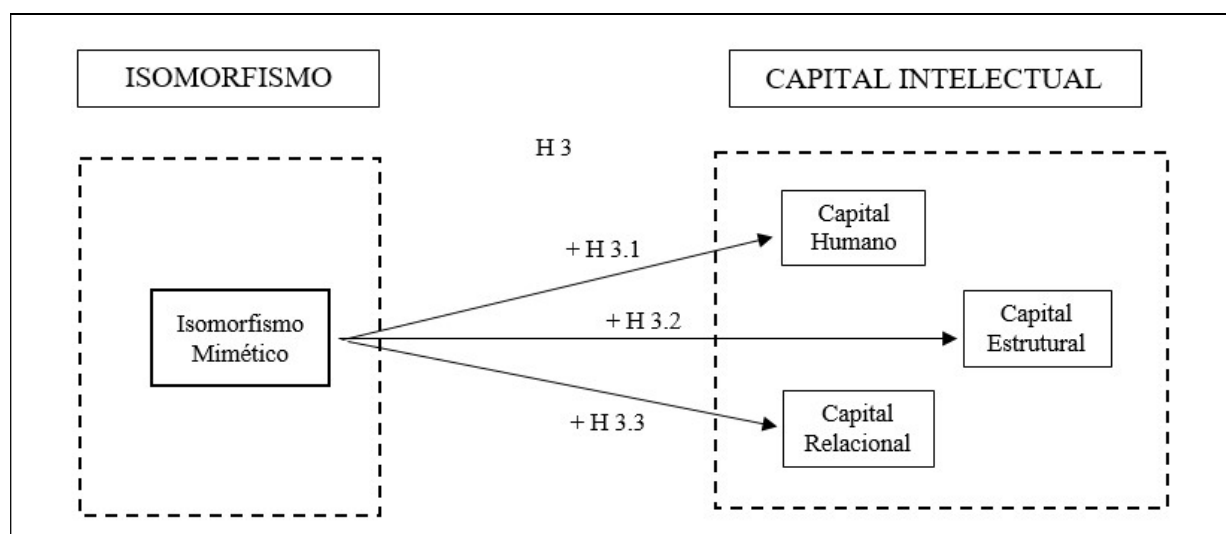 ISOMORFISMO
CAPITAL INTELECTUAL
H 3
Capital
Humano
+ H 3.1
Isomorfismo
Mimético
+ H 3.2
Capital
Estrutural
+ H 3.3
Capital
Relacional